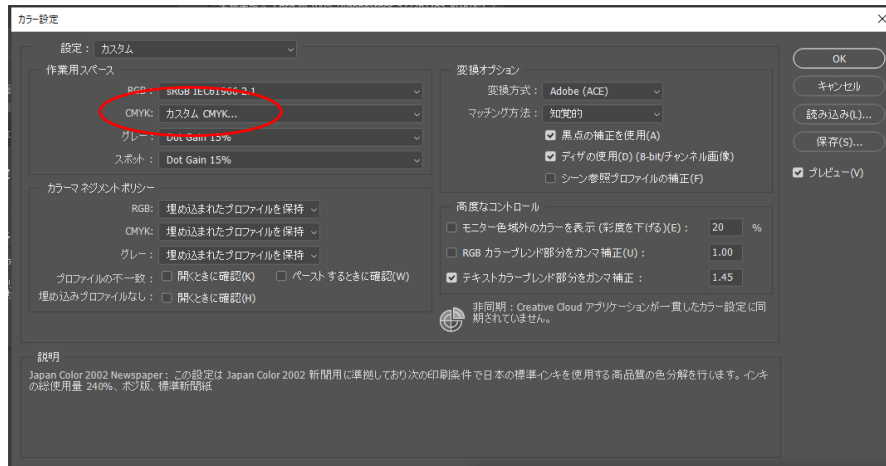 カラー設定
設定： カスタム
作業用スペース
RGB： sRGB IEC61966-2.1
CMYK: カスタム CMYK...
グレー： Dot Gain 15%
スポット： Dot Gain 15%
カラーマネジメントポリシー
RGB: 埋め込まれたプロファイルを保持
CMYK: 埋め込まれたプロファイルを保持
グレー： 埋め込まれたプロファイルを保持
プロファイルの不一致： 開くときに確認(K) ペーストするときに確認(W)
埋め込みプロファイルなし： 開くときに確認(H)
変換オプション
変換方式： Adobe (ACE)
マッチング方法： 知覚的
黒点の補正を使用(A)
ディザの使用(D) (8-bit/チャンネル画像)
シーン参照プロファイルの補正(F)
高度なコントロール
モニター色域外のカラーを表示 (彩度を下げる)(E)： 20 %
RGB カラーブレンド部分をガンマ補正(U)： 1.00
テキストカラーブレンド部分をガンマ補正： 1.45
非同期：Creative Cloud アプリケーションが一貫したカラー設定に同
期されていません。
OK
キャンセル
読み込み(L)...
保存(S)...
プレビュー(V)
説明
Japan Color 2002 Newspaper： この設定は Japan Color 2002 新聞用に準拠しており次の印刷条件で日本の標準インキを使用する高品質の色分解を行います。インキ
の総使用量 240%、ポジ版、標準新聞紙